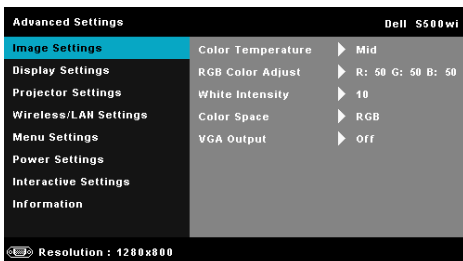 Advanced Settings Dell S500wi
Image Settings Color Temperature Mid
Display Settings RGB Color Adjust R: 50 G: 50 B: 50
Projector Settings White Intensity 10
Wireless/LAN Settings Color Space RGB
Menu Settings VGA Output Off
Power Settings
Interactive Settings
Information
Resolution : 1280x800